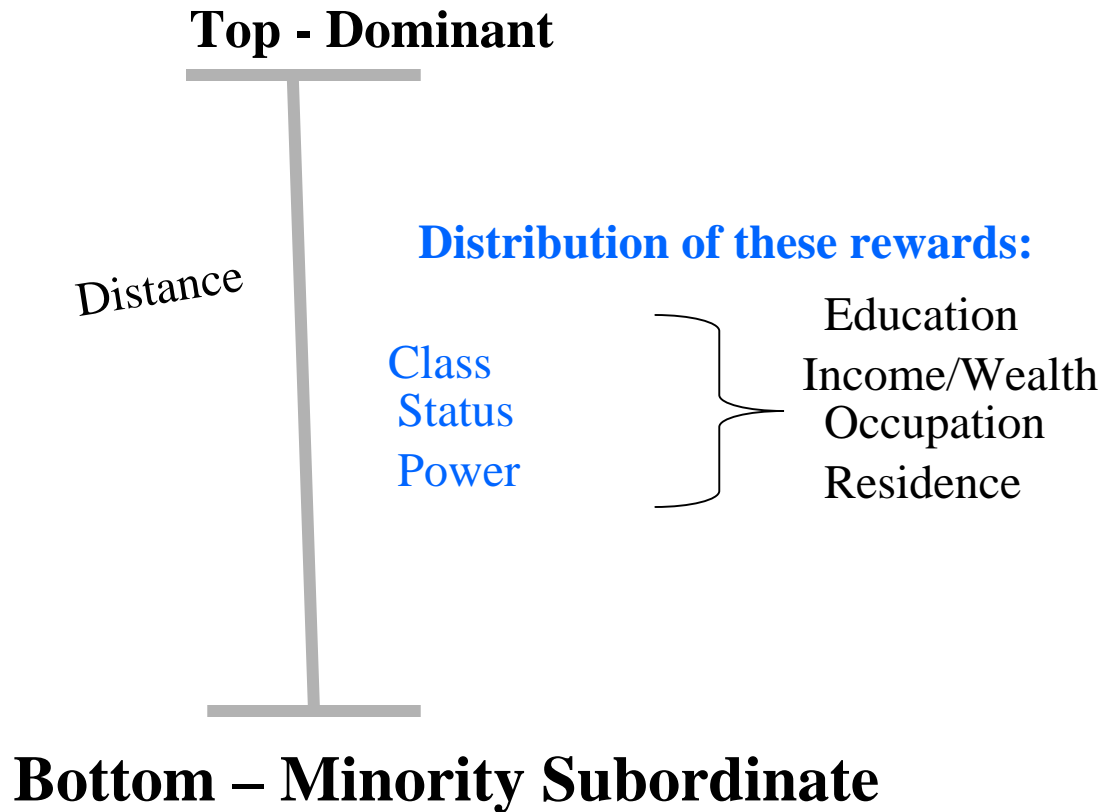 Top - Dominant
Distance
Distribution of these rewards:
Class
Status
Power
Education
Income/Wealth
Occupation
Residence
Bottom – Minority Subordinate